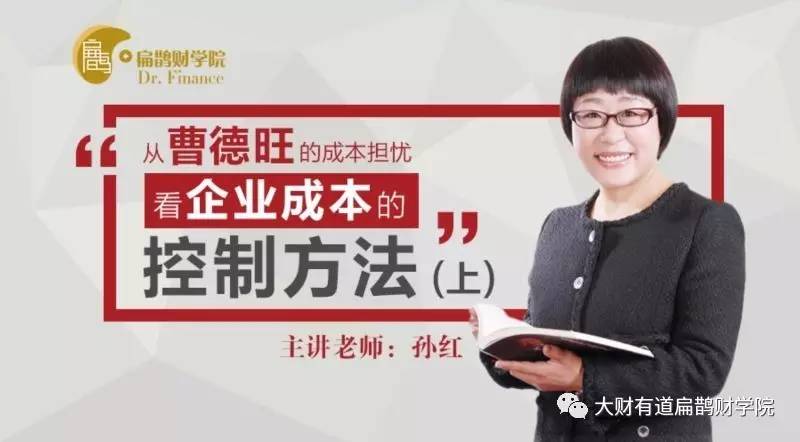 扁鹊
扁鹊财学院
Dr. Finance
“从曹德旺的成本担忧
看企业成本的
控制方法(上)”
主讲老师：孙红
大财有道扁鹊财学院